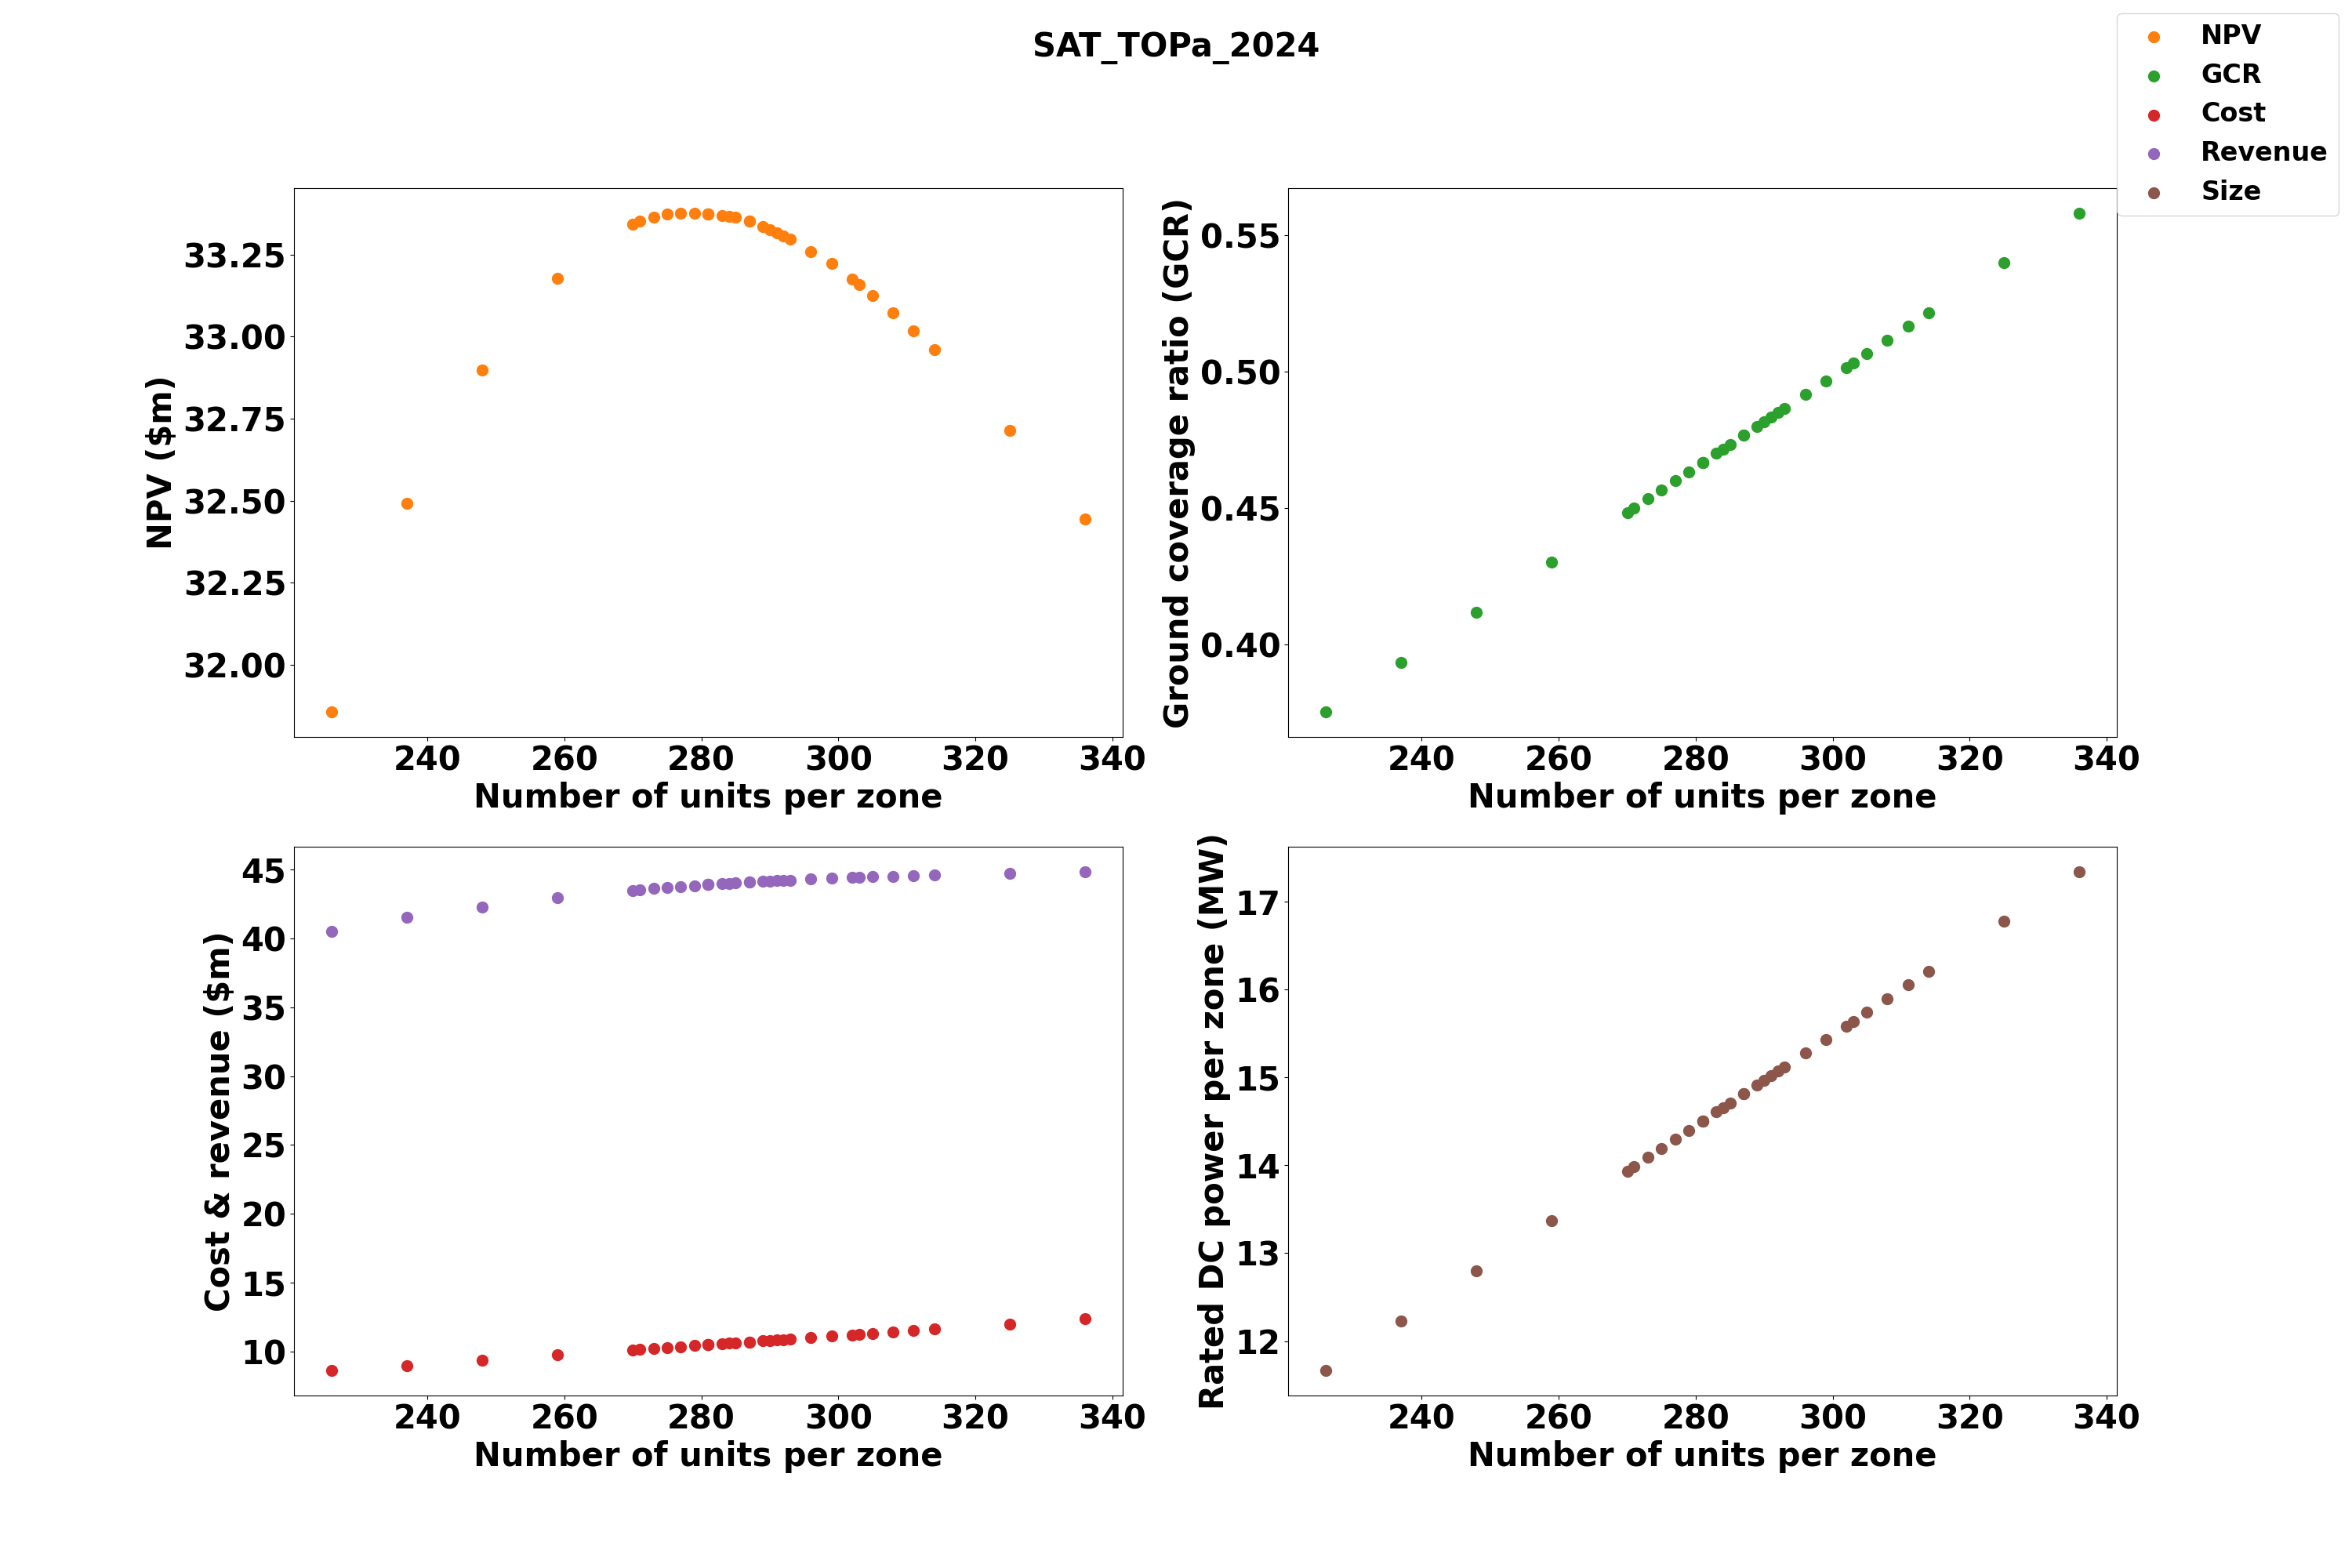 SAT_TOPa_2024
NPV
GCR
Cost
Revenue
Size
NPV ($m)
33.25
33.00
32.75
32.50
32.25
32.00
240 260 280 300 320 340
Number of units per zone
Ground coverage ratio (GCR)
0.55
0.50
0.45
0.40
240 260 280 300 320 340
Number of units per zone
Cost & revenue ($m)
45
40
35
30
25
20
15
10
240 260 280 300 320 340
Number of units per zone
Rated DC power per zone (MW)
17
16
15
14
13
12
240 260 280 300 320 340
Number of units per zone